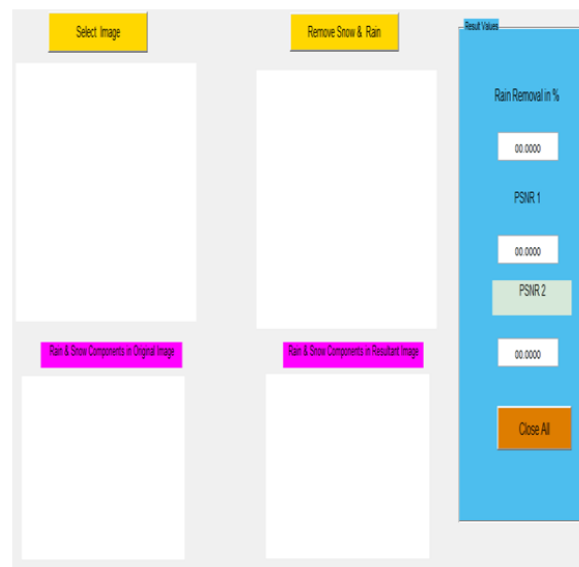 Select Image
Remove Snow & Rain
Result Values
Rain Removal in %
00.0000
PSNR 1
00.0000
PSNR 2
00.0000
Rain & Snow Components in Original Image
Rain & Snow Components in Resultant Image
Close All